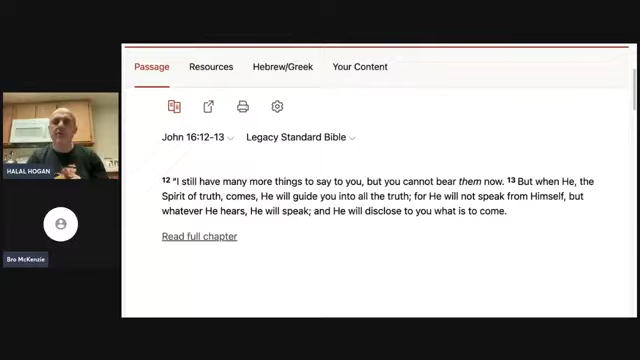 Passage Resources Hebrew/Greek Your Content
John 16:12-13 Legacy Standard Bible
12 "I still have many more things to say to you, but you cannot bear them now. 13 But when He, the
Spirit of truth, comes, He will guide you into all the truth; for He will not speak from Himself, but
whatever He hears, He will speak; and He will disclose to you what is to come.
Read full chapter
HALAL HOGAN
Bro McKenzie